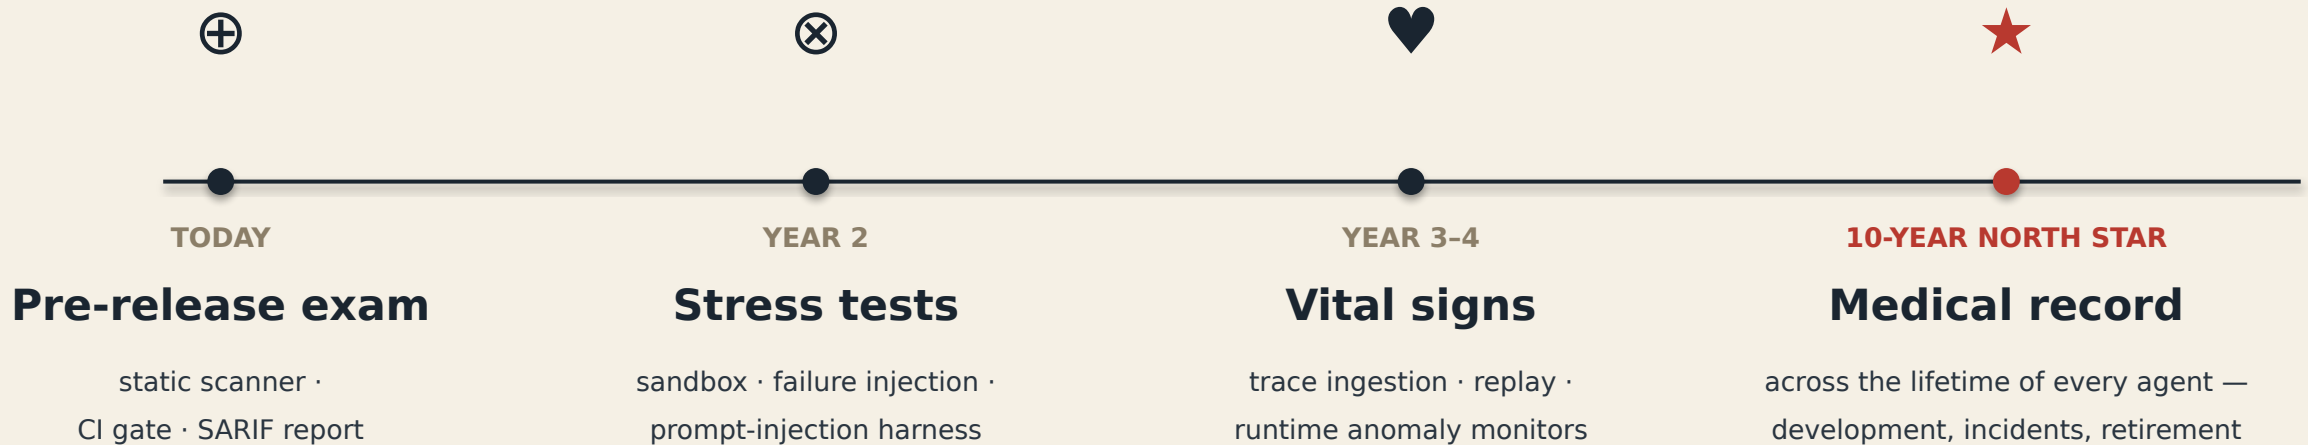 TODAY
Pre-release exam
static scanner ·
CI gate · SARIF report
YEAR 2
Stress tests
sandbox · failure injection ·
prompt-injection harness
YEAR 3–4
Vital signs
trace ingestion · replay ·
runtime anomaly monitors
10-YEAR NORTH STAR
Medical record
across the lifetime of every agent —
development, incidents, retirement